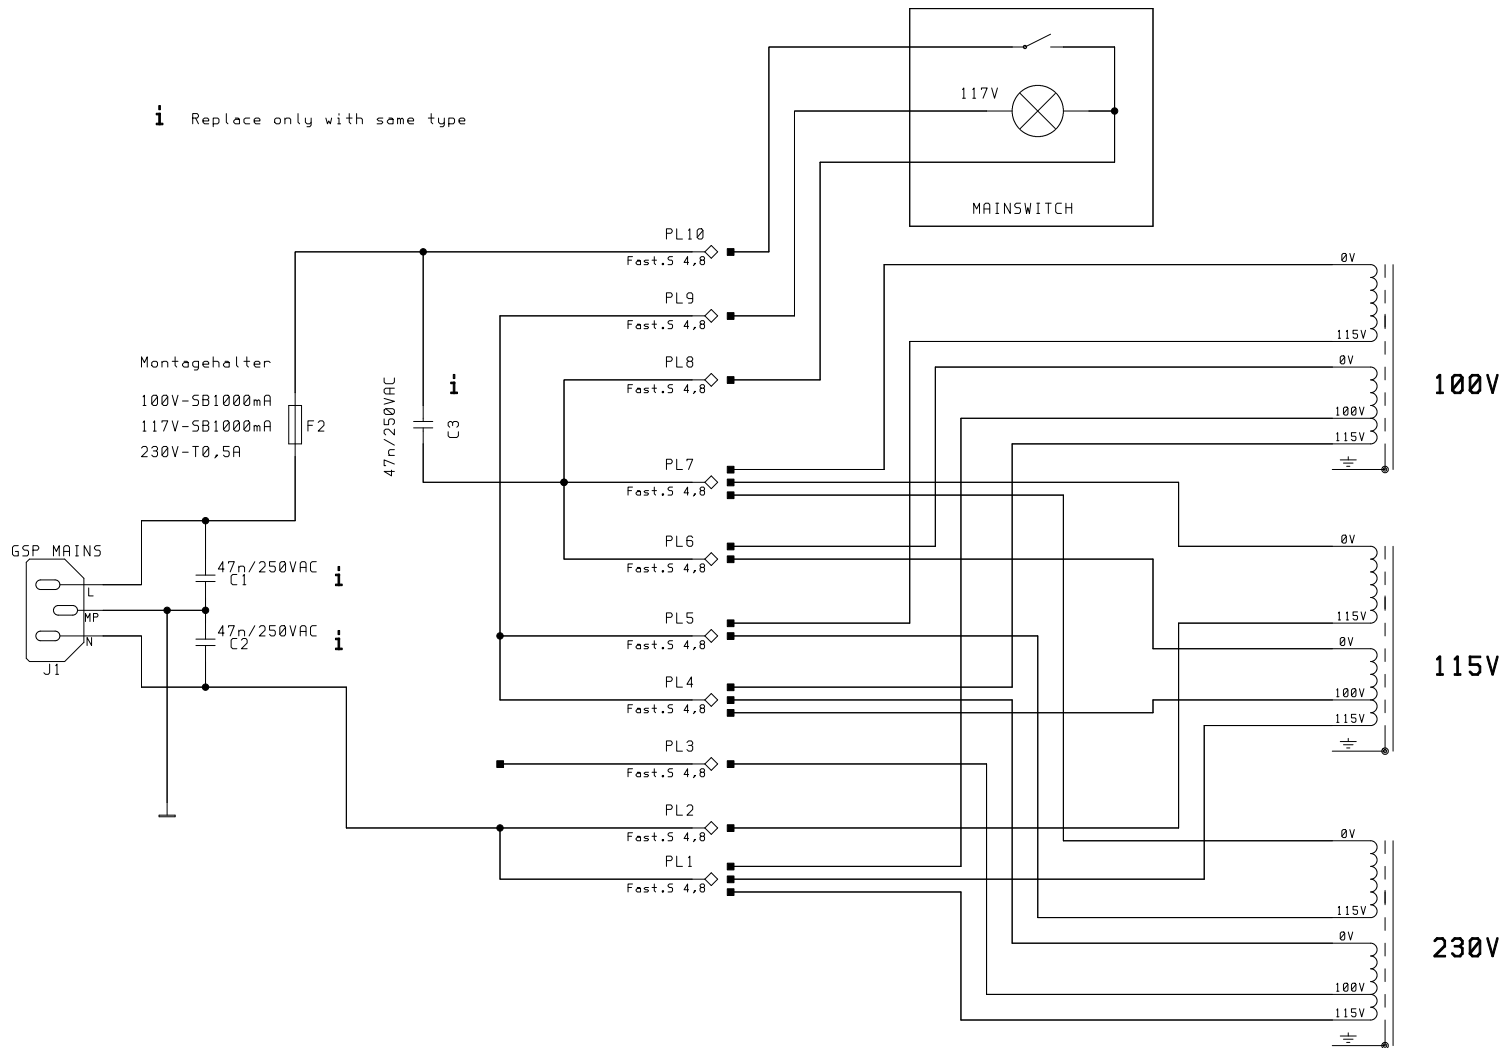 117V
i Replace only with same type
MAINSWITCH
PL10
Fast.S 4,8
PL9
Fast.S 4,8
PL8
Fast.S 4,8
PL7
Fast.S 4,8
PL6
Fast.S 4,8
PL5
Fast.S 4,8
PL4
Fast.S 4,8
PL3
Fast.S 4,8
PL2
Fast.S 4,8
PL1
Fast.S 4,8
Montagehalter
100V-SB1000mA
117V-SB1000mA
230V-T0,5A
F2
47n/250VAC
C3
i
GSP MAINS
L
MP
N
J1
47n/250VAC
C1
i
47n/250VAC
C2
i
0V
115V
0V
100V
115V
100V
0V
115V
0V
100V
115V
115V
0V
115V
0V
100V
115V
230V